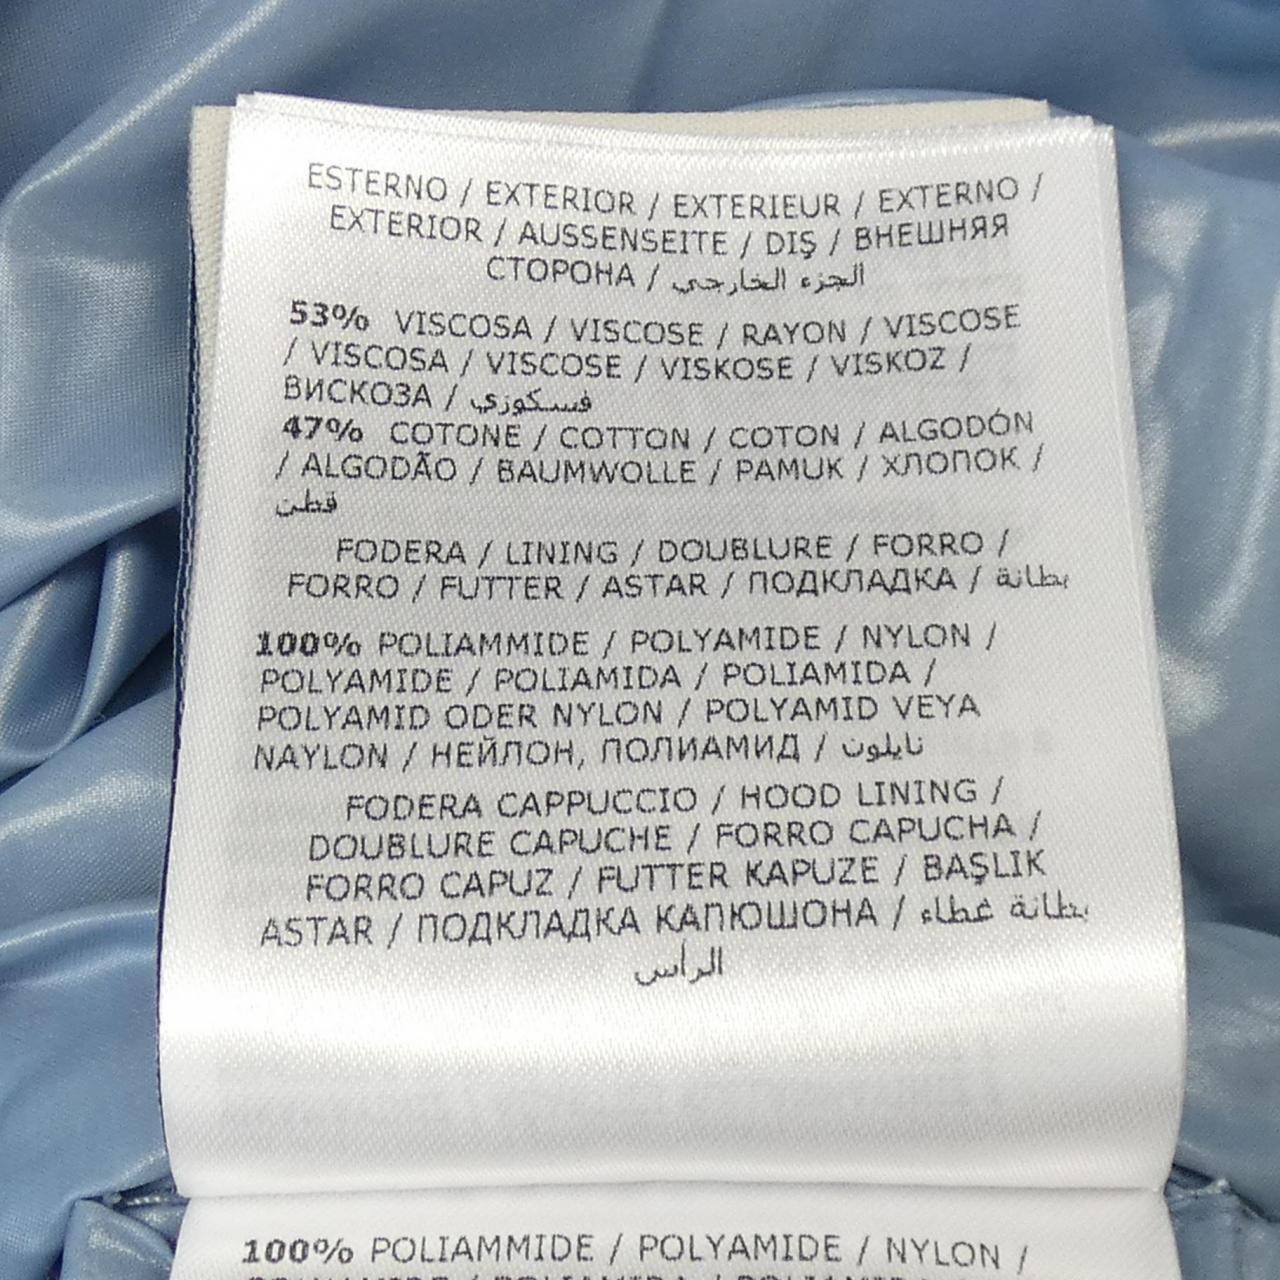 ESTERNO / EXTERIOR / EXTERIEUR / EXTERNO /
EXTERIOR / AUSSENSEITE / DIŞ / ВНЕШНЯЯ
СТОРОНА / الجزء الخارجي
53% VISCOSA / VISCOSE / RAYON / VISCOSE
/ VISCOSA / VISCOSE / VISKOSE / VISKOZ /
ВИСКОЗА / فسكوزي
47% COTONE / COTTON / COTON / ALGODÓN
/ ALGODÃO / BAUMWOLLE / PAMUK / ХЛОПОК /
قطن
FODERA / LINING / DOUBLURE / FORRO /
FORRO / FUTTER / ASTAR / ПОДКЛАДКА / بطانة
100% POLIAMMIDE / POLYAMIDE / NYLON /
POLYAMIDE / POLIAMIDA / POLIAMIDA /
POLYAMID ODER NYLON / POLYAMID VEYA
NAYLON / НЕЙЛОН, ПОЛИАМИД / نايلون
FODERA CAPPUCCIO / HOOD LINING /
DOUBLURE CAPUCHE / FORRO CAPUCHA /
FORRO CAPUZ / FUTTER KAPUZE / BAŞLIK
ASTAR / ПОДКЛАДКА КАПЮШОНА / بطانة غطاء
الرأس
100% POLIAMMIDE / POLYAMIDE / NYLON /